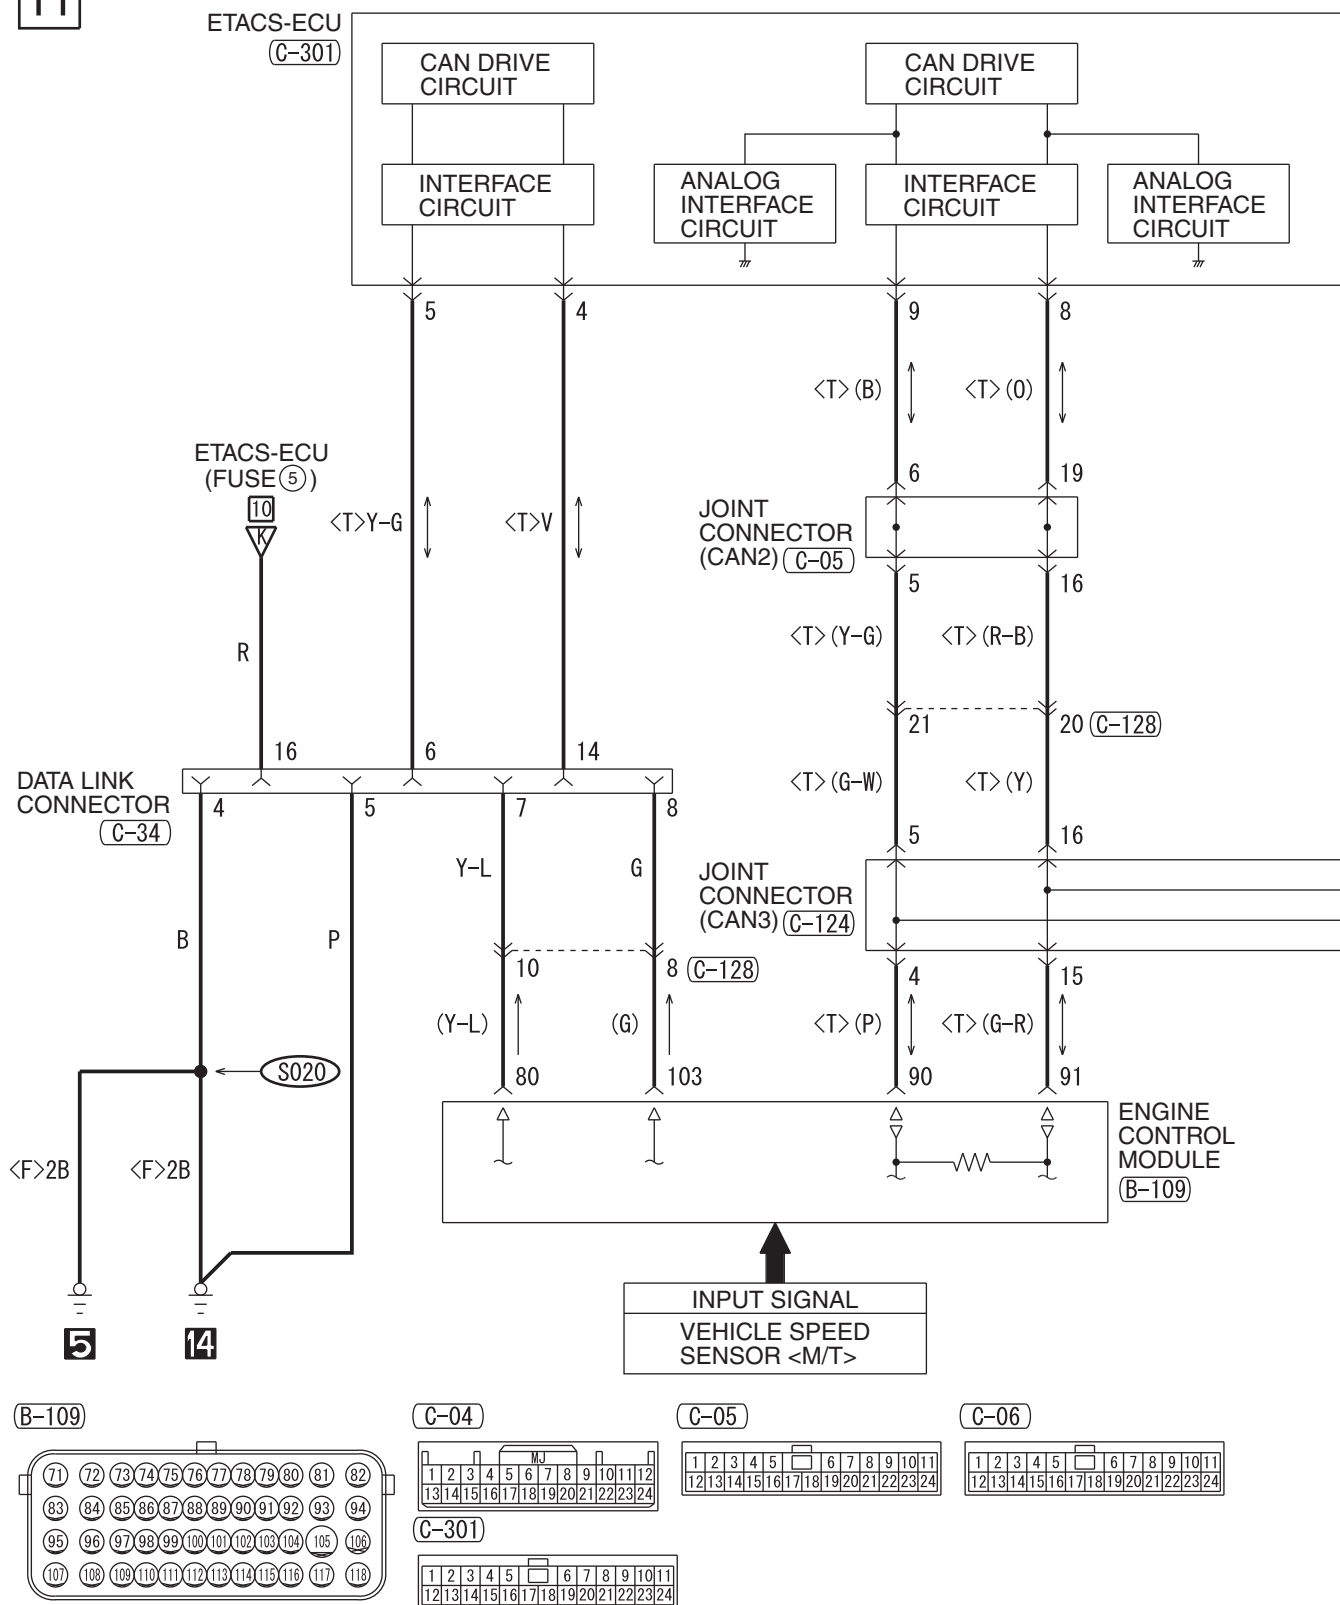 11
ETACS-ECU
C-301
CAN DRIVE
CIRCUIT
CAN DRIVE
CIRCUIT
INTERFACE
CIRCUIT
ANALOG
INTERFACE
CIRCUIT
INTERFACE
CIRCUIT
ANALOG
INTERFACE
CIRCUIT
5
4
9
8
<T>(B)
<T>(O)
ETACS-ECU
(FUSE⑤)
10
K
<T>Y-G
<T>V
6
19
JOINT
CONNECTOR
(CAN2) C-05
5
16
R
<T>(Y-G)
<T>(R-B)
21
20 C-128
16
6
14
DATA LINK
CONNECTOR
C-34
4
5
7
8
<T>(G-W)
<T>(Y)
5
16
Y-L
G
JOINT
CONNECTOR
(CAN3) C-124
B
P
10
8 C-128
4
15
(Y-L)
(G)
<T>(P)
<T>(G-R)
S020
80
103
90
91
ENGINE
CONTROL
MODULE
B-109
<F>2B
<F>2B
INPUT SIGNAL
VEHICLE SPEED
SENSOR <M/T>
5
14
B-109
71 72 73 74 75 76 77 78 79 80 81 82
83 84 85 86 87 88 89 90 91 92 93 94
95 96 97 98 99 100 101 102 103 104 105 106
107 108 109 110 111 112 113 114 115 116 117 118
C-04
MJ
1 2 3 4 5 6 7 8 9 10 11 12
13 14 15 16 17 18 19 20 21 22 23 24
C-05
1 2 3 4 5 6 7 8 9 10 11
12 13 14 15 16 17 18 19 20 21 22 23 24
C-06
1 2 3 4 5 6 7 8 9 10 11
12 13 14 15 16 17 18 19 20 21 22 23 24
C-301
1 2 3 4 5 6 7 8 9 10 11
12 13 14 15 16 17 18 19 20 21 22 23 24